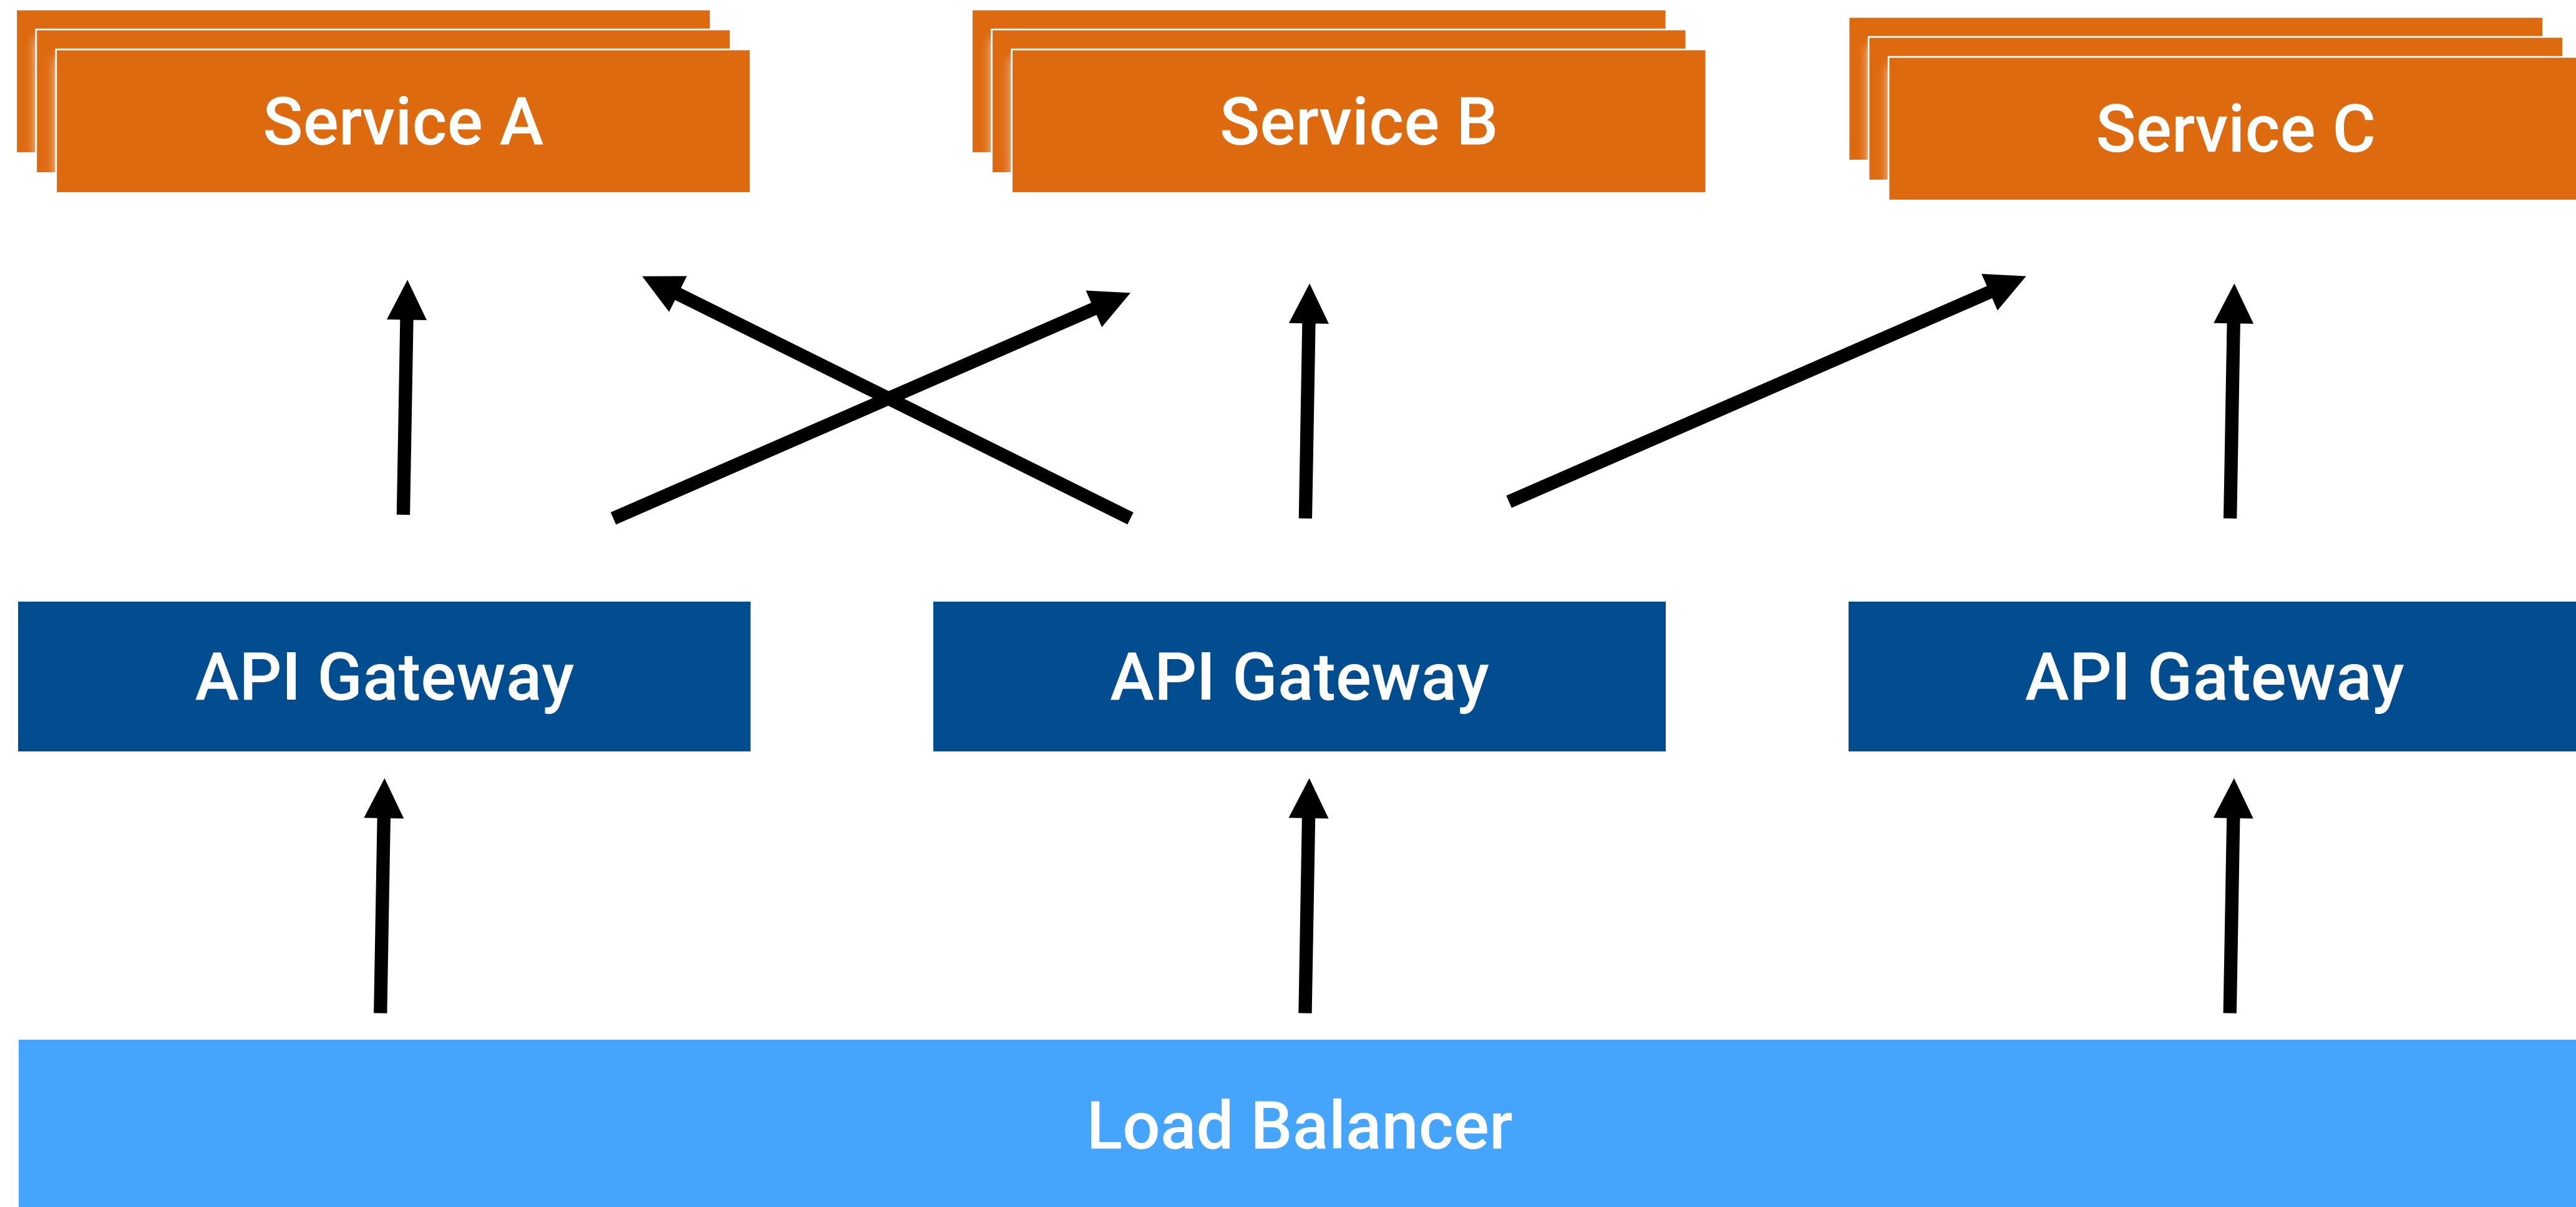 Service A
Service B
Service C
API Gateway
API Gateway
API Gateway
Load Balancer